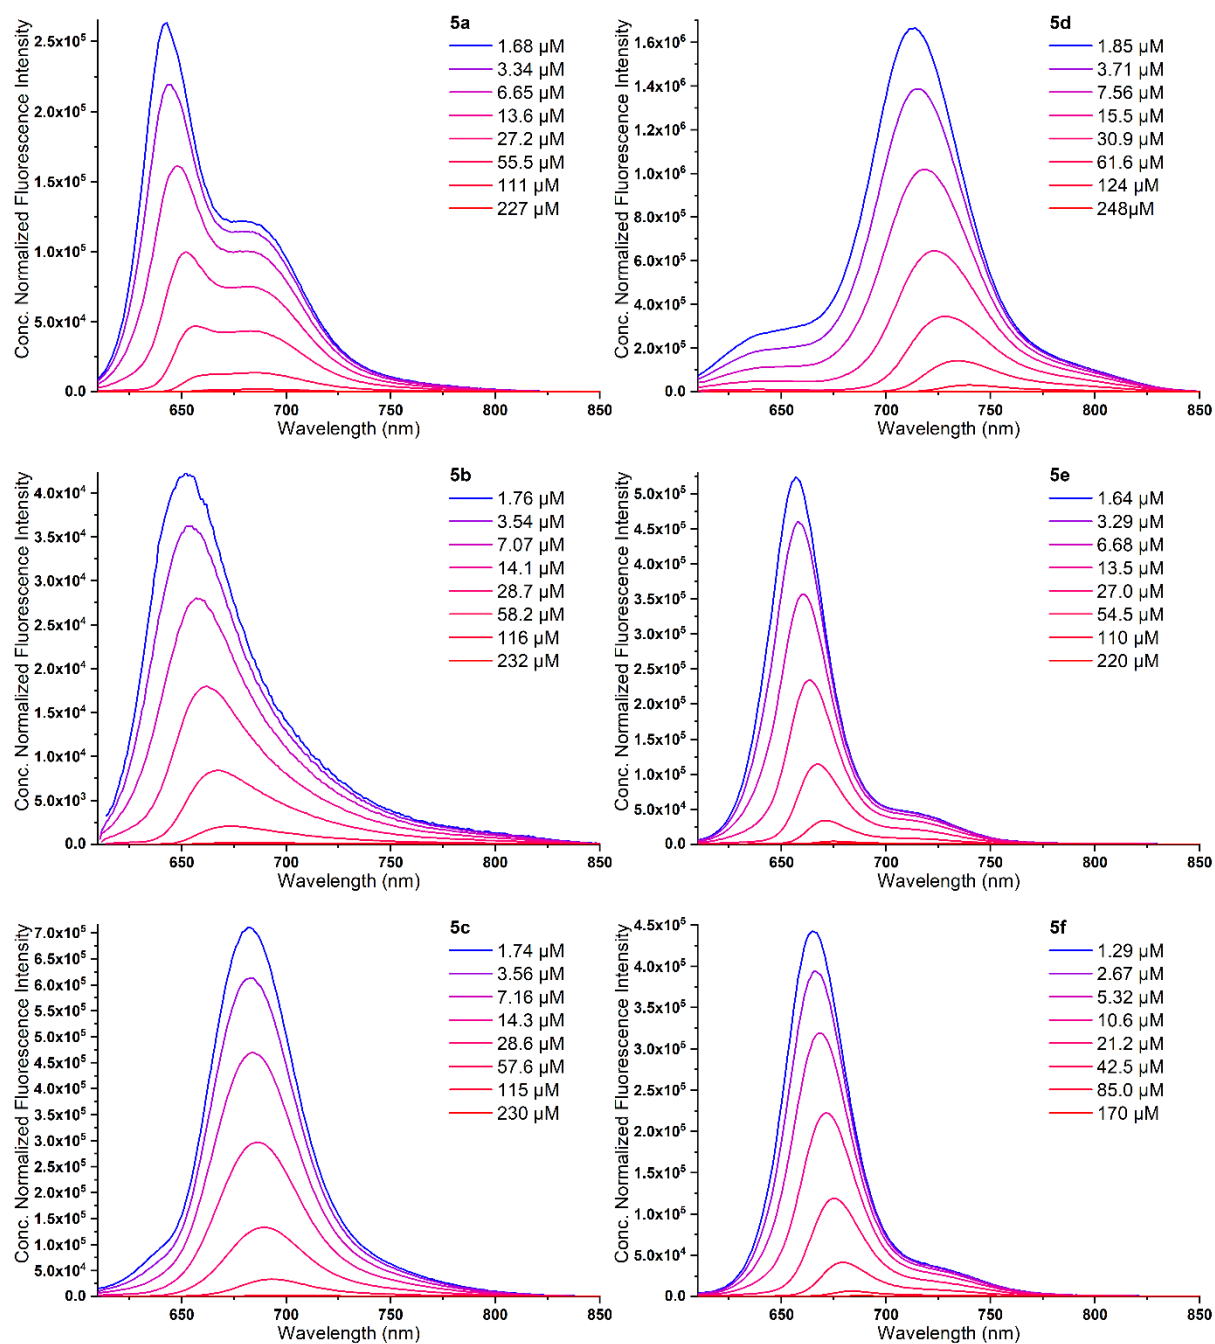 5a
1.68 µM
3.34 µM
6.65 µM
13.6 µM
27.2 µM
55.5 µM
111 µM
227 µM
Conc. Normalized Fluorescence Intensity
2.5x10⁵
2.0x10⁵
1.5x10⁵
1.0x10⁵
5.0x10⁴
0.0
650 700 750 800 850
Wavelength (nm)
5d
1.85 µM
3.71 µM
7.56 µM
15.5 µM
30.9 µM
61.6 µM
124 µM
248µM
Conc. Normalized Fluorescence Intensity
1.6x10⁶
1.4x10⁶
1.2x10⁶
1.0x10⁶
8.0x10⁵
6.0x10⁵
4.0x10⁵
2.0x10⁵
0.0
650 700 750 800 850
Wavelength (nm)
5b
1.76 µM
3.54 µM
7.07 µM
14.1 µM
28.7 µM
58.2 µM
116 µM
232 µM
Conc. Normalized Fluorescence Intensity
4.0x10⁴
3.5x10⁴
3.0x10⁴
2.5x10⁴
2.0x10⁴
1.5x10⁴
1.0x10⁴
5.0x10³
0.0
650 700 750 800 850
Wavelength (nm)
5e
1.64 µM
3.29 µM
6.68 µM
13.5 µM
27.0 µM
54.5 µM
110 µM
220 µM
Conc. Normalized Fluorescence Intensity
5.0x10⁵
4.5x10⁵
4.0x10⁵
3.5x10⁵
3.0x10⁵
2.5x10⁵
2.0x10⁵
1.5x10⁵
1.0x10⁵
5.0x10⁴
0.0
650 700 750 800 850
Wavelength (nm)
5c
1.74 µM
3.56 µM
7.16 µM
14.3 µM
28.6 µM
57.6 µM
115 µM
230 µM
Conc. Normalized Fluorescence Intensity
7.0x10⁵
6.5x10⁵
6.0x10⁵
5.5x10⁵
5.0x10⁵
4.5x10⁵
4.0x10⁵
3.5x10⁵
3.0x10⁵
2.5x10⁵
2.0x10⁵
1.5x10⁵
1.0x10⁵
5.0x10⁴
0.0
650 700 750 800 850
Wavelength (nm)
5f
1.29 µM
2.67 µM
5.32 µM
10.6 µM
21.2 µM
42.5 µM
85.0 µM
170 µM
Conc. Normalized Fluorescence Intensity
4.5x10⁵
4.0x10⁵
3.5x10⁵
3.0x10⁵
2.5x10⁵
2.0x10⁵
1.5x10⁵
1.0x10⁵
5.0x10⁴
0.0
650 700 750 800 850
Wavelength (nm)